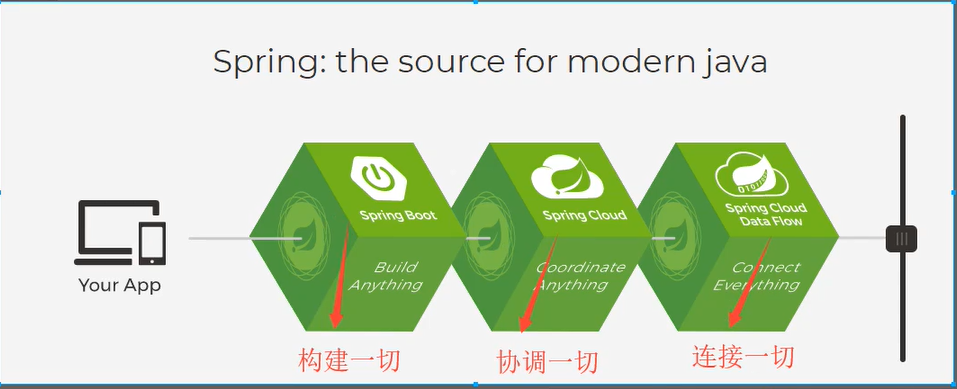 Spring: the source for modern java
Your App
Spring Boot
Build
Anything
构建一切
Spring Cloud
Coordinate
Anything
协调一切
Spring Cloud
Data Flow
Connect
Everything
连接一切